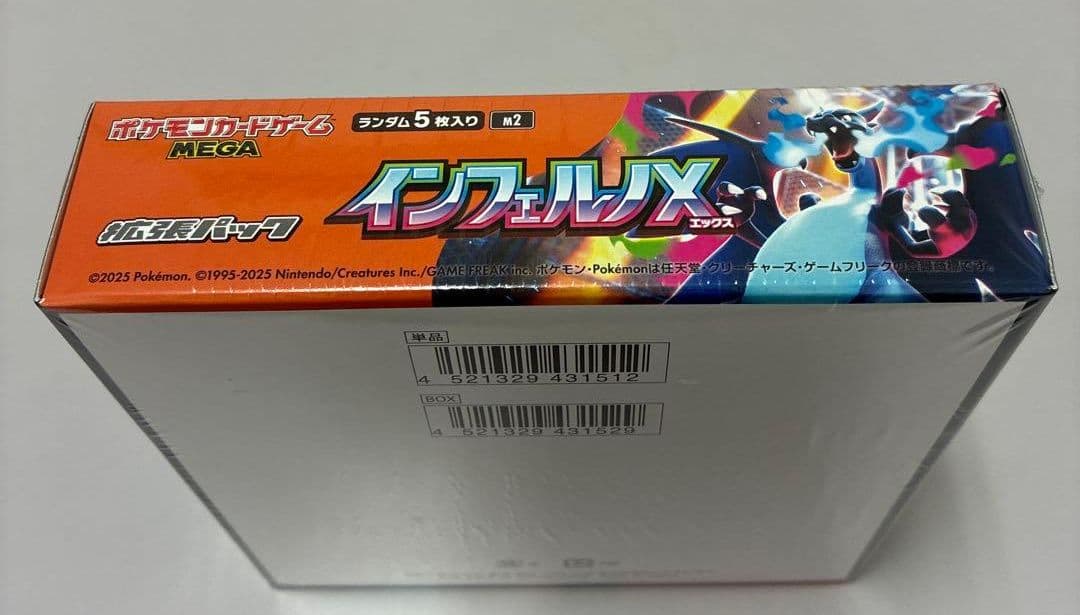 ポケモンカードゲーム
MEGA
ランダム5枚入り
M2
インフェルノX
エックス
拡張パック
©2025 Pokémon. ©1995-2025 Nintendo/Creatures Inc./GAME FREAK inc. ポケモン・Pokémonは任天堂・クリーチャーズ・ゲームフリークの登録商標です。
単品
4 521329 431512
BOX
4 521329 431529